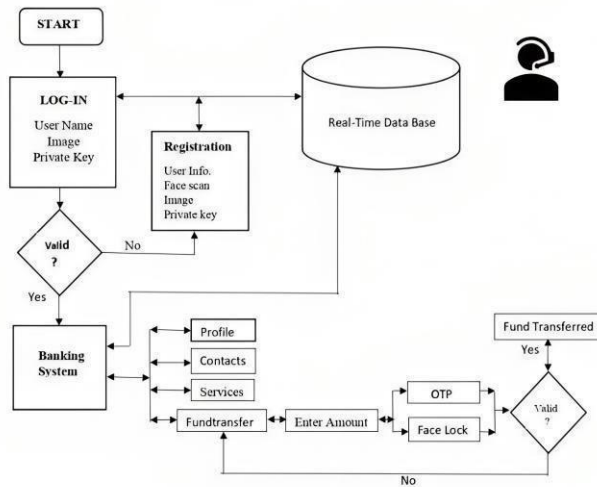 START
LOG-IN
User Name
Image
Private Key
Real-Time Data Base
Registration
User Info.
Face scan
Image
Private key
Valid
?
No
Yes
Banking
System
Profile
Contacts
Services
Fundtransfer
Enter Amount
OTP
Face Lock
Fund Transferred
Yes
Valid
?
No